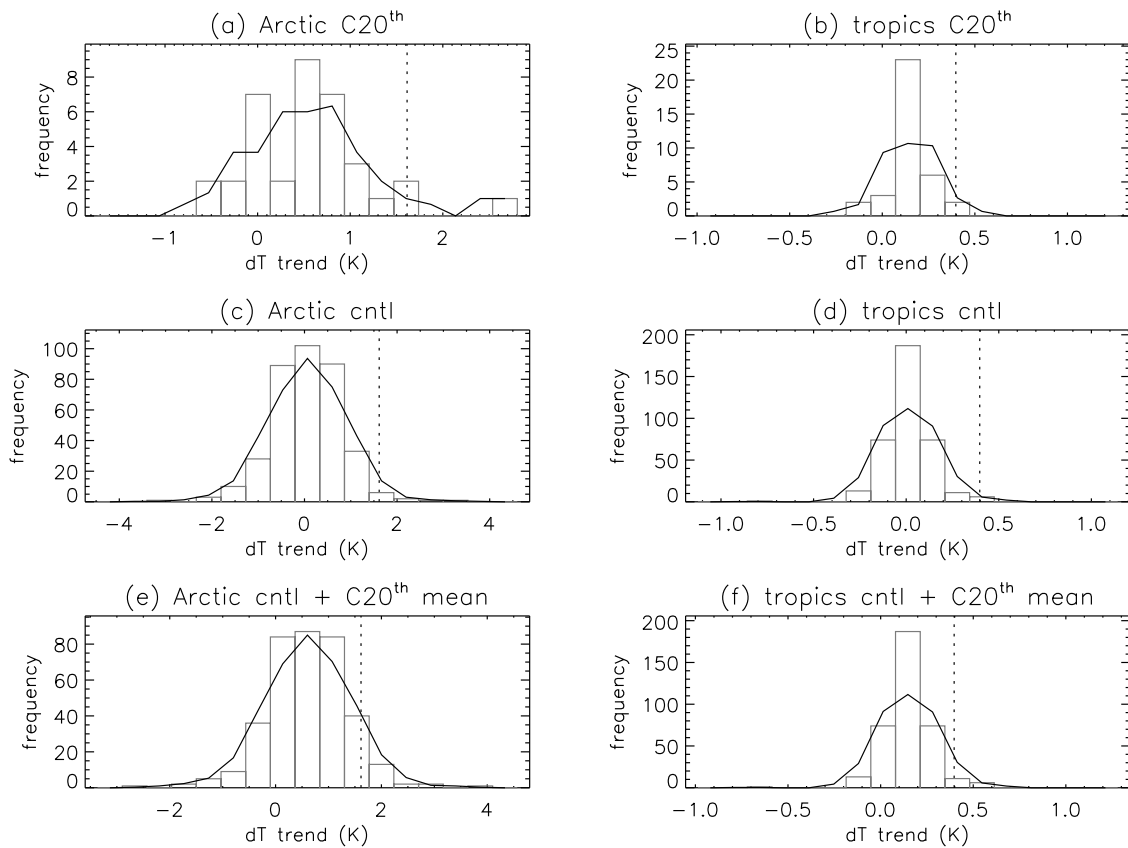 (a) Arctic C20th
frequency
8
6
4
2
0
−1 0 1 2
dT trend (K)
(b) tropics C20th
frequency
25
20
15
10
5
0
−1.0 −0.5 0.0 0.5 1.0
dT trend (K)
(c) Arctic cntl
frequency
100
80
60
40
20
0
−4 −2 0 2 4
dT trend (K)
(d) tropics cntl
frequency
200
150
100
50
0
−1.0 −0.5 0.0 0.5 1.0
dT trend (K)
(e) Arctic cntl + C20th mean
frequency
80
60
40
20
0
−2 0 2 4
dT trend (K)
(f) tropics cntl + C20th mean
frequency
200
150
100
50
0
−1.0 −0.5 0.0 0.5 1.0
dT trend (K)